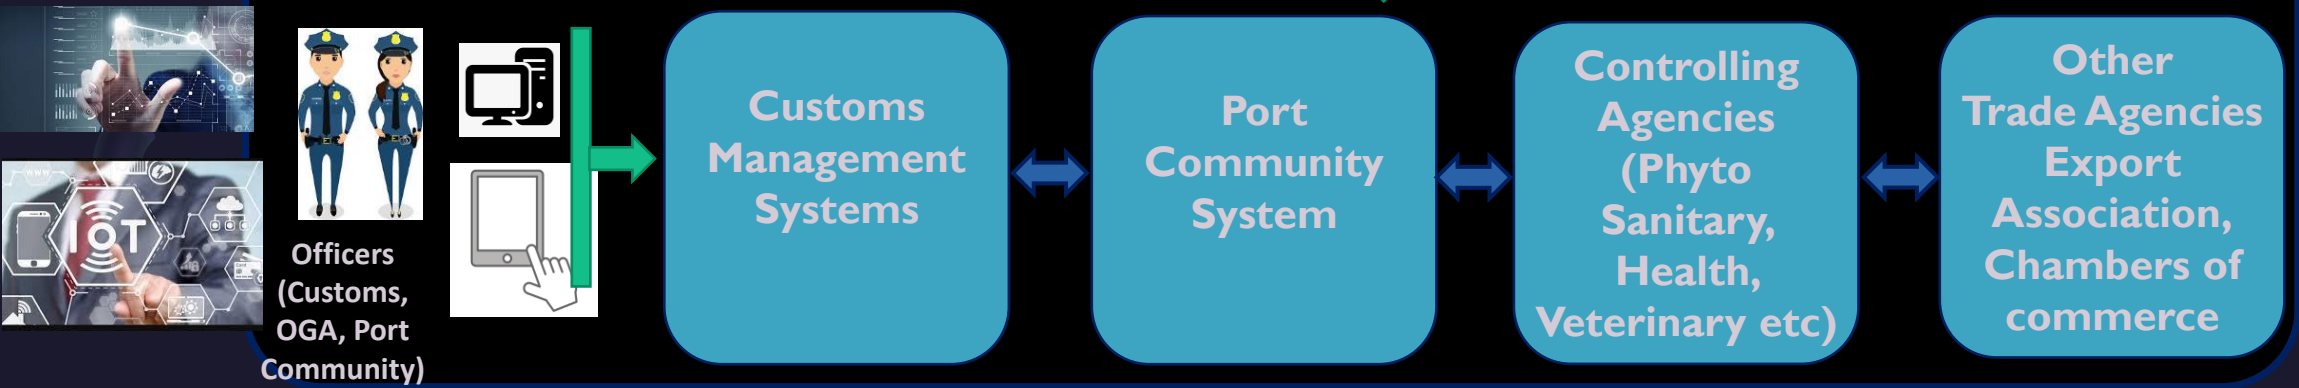 IOT
WWW
Officers
(Customs,
OGA, Port
Community)
Customs
Management
Systems
Port
Community
System
Controlling
Agencies
(Phyto
Sanitary,
Health,
Veterinary etc)
Other
Trade Agencies
Export
Association,
Chambers of
commerce